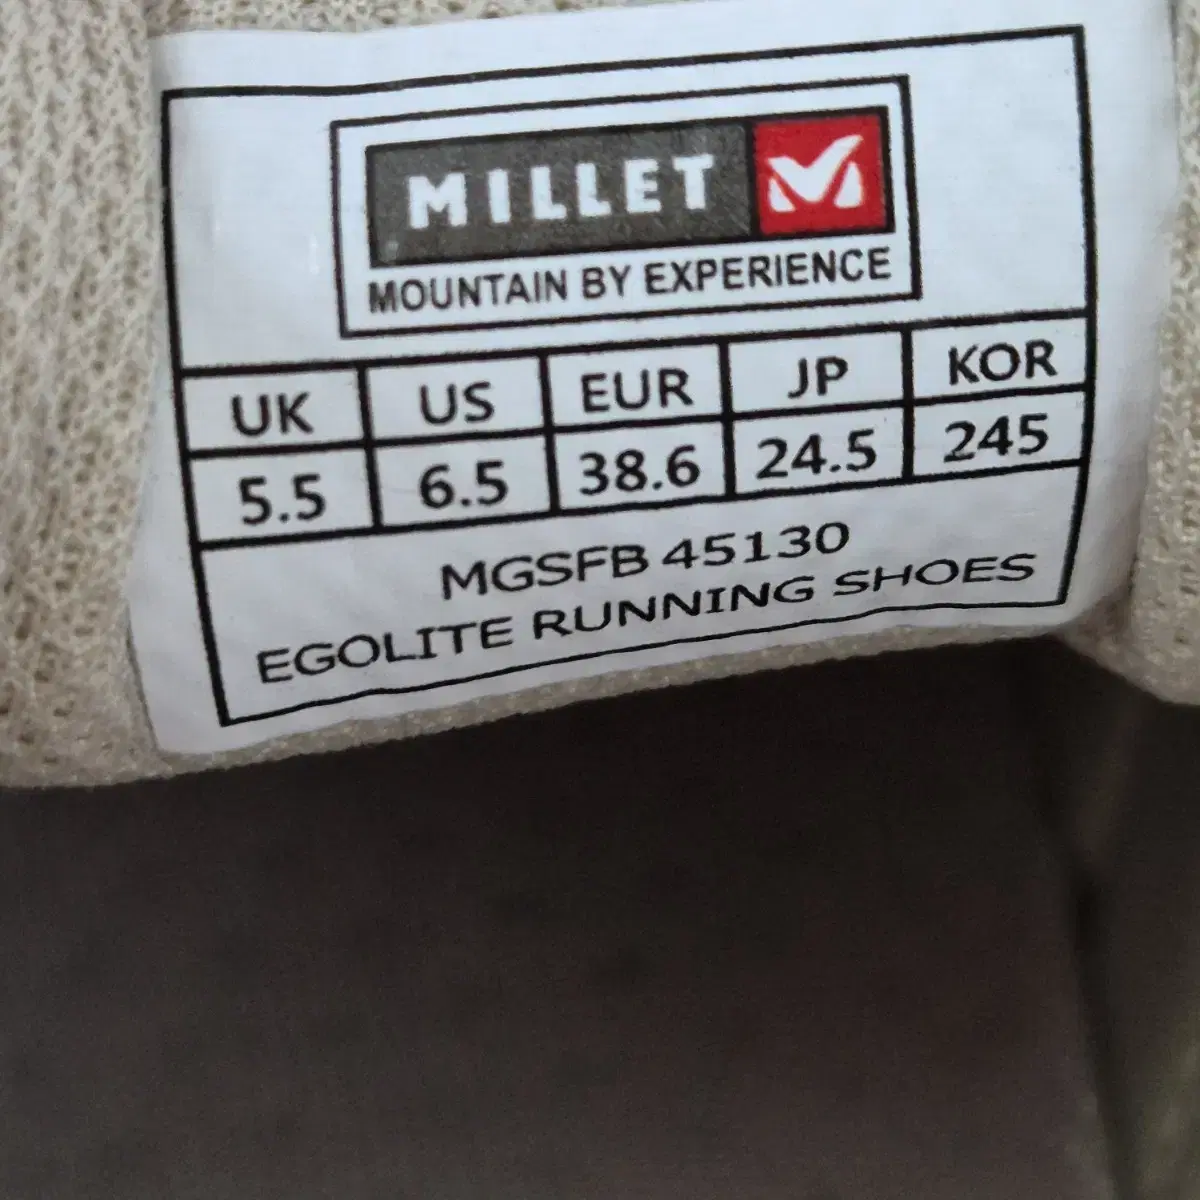 MILLET
MOUNTAIN BY EXPERIENCE
UK US EUR JP KOR
5.5 6.5 38.6 24.5 245
MGSFB 45130
EGOLITE RUNNING SHOES